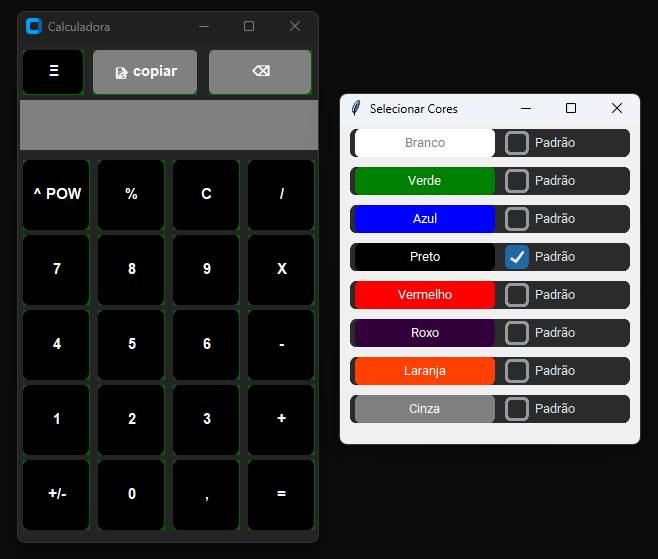 Calculadora
☰ copiar ⌫
^ POW % C /
7 8 9 X
4 5 6 -
1 2 3 +
+/- 0 , =
Selecionar Cores
Branco Padrão
Verde Padrão
Azul Padrão
Preto Padrão
Vermelho Padrão
Roxo Padrão
Laranja Padrão
Cinza Padrão